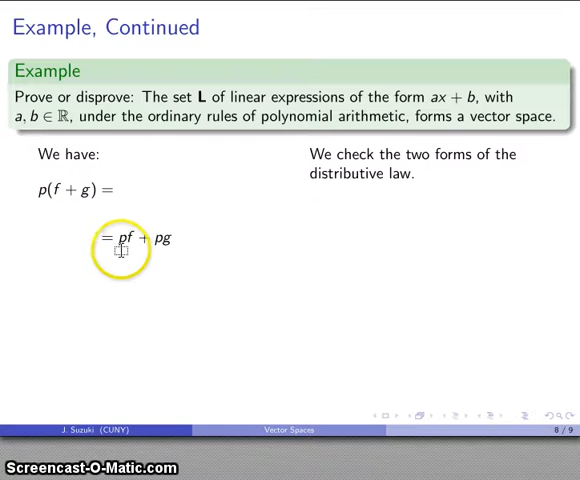 Example, Continued
Example
Prove or disprove: The set L of linear expressions of the form ax + b, with
a, b ∈ ℝ, under the ordinary rules of polynomial arithmetic, forms a vector space.
We have:
p(f + g) =
= pf + pg
We check the two forms of the
distributive law.
J. Suzuki (CUNY)
Vector Spaces
8 / 9
Screencast-O-Matic.com